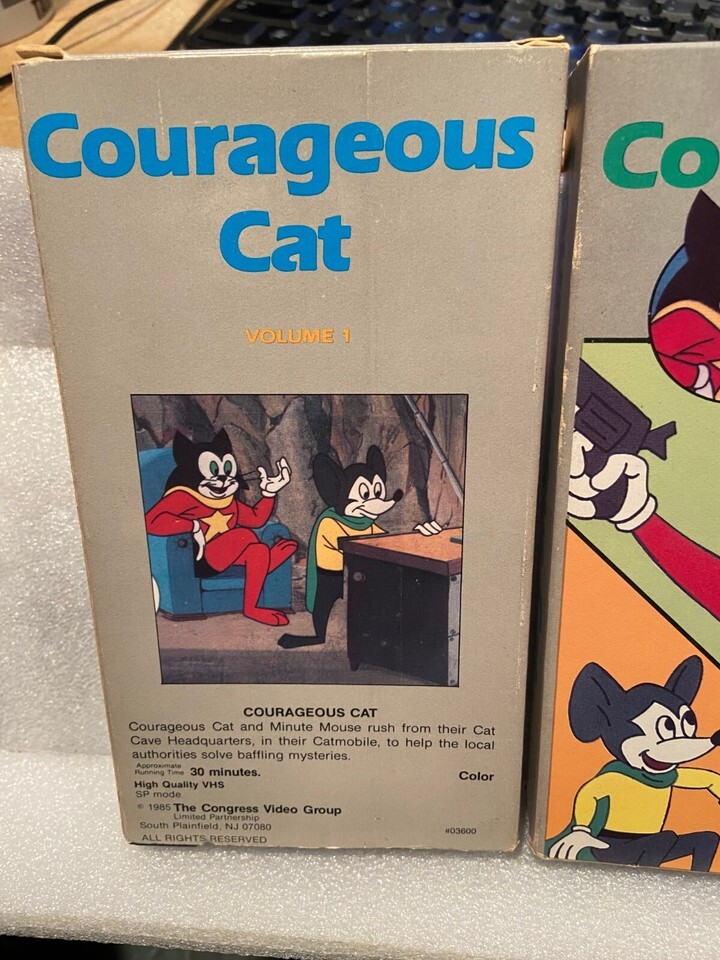 Courageous
Cat
VOLUME 1
COURAGEOUS CAT
Courageous Cat and Minute Mouse rush from their Cat
Cave Headquarters, in their Catmobile, to help the local
authorities solve baffling mysteries.
Approximate
Running Time 30 minutes.
Color
High Quality VHS
SP mode
© 1985 The Congress Video Group
Limited Partnership
South Plainfield, NJ 07080
#03600
ALL RIGHTS RESERVED
Co